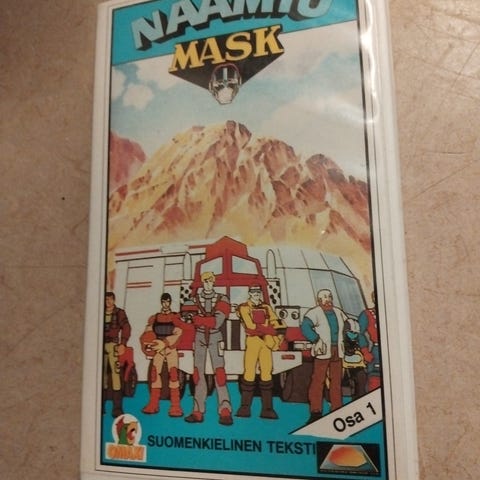 NAAMIO
MASK
Osa 1
SUOMENKIELINEN TEKSTI